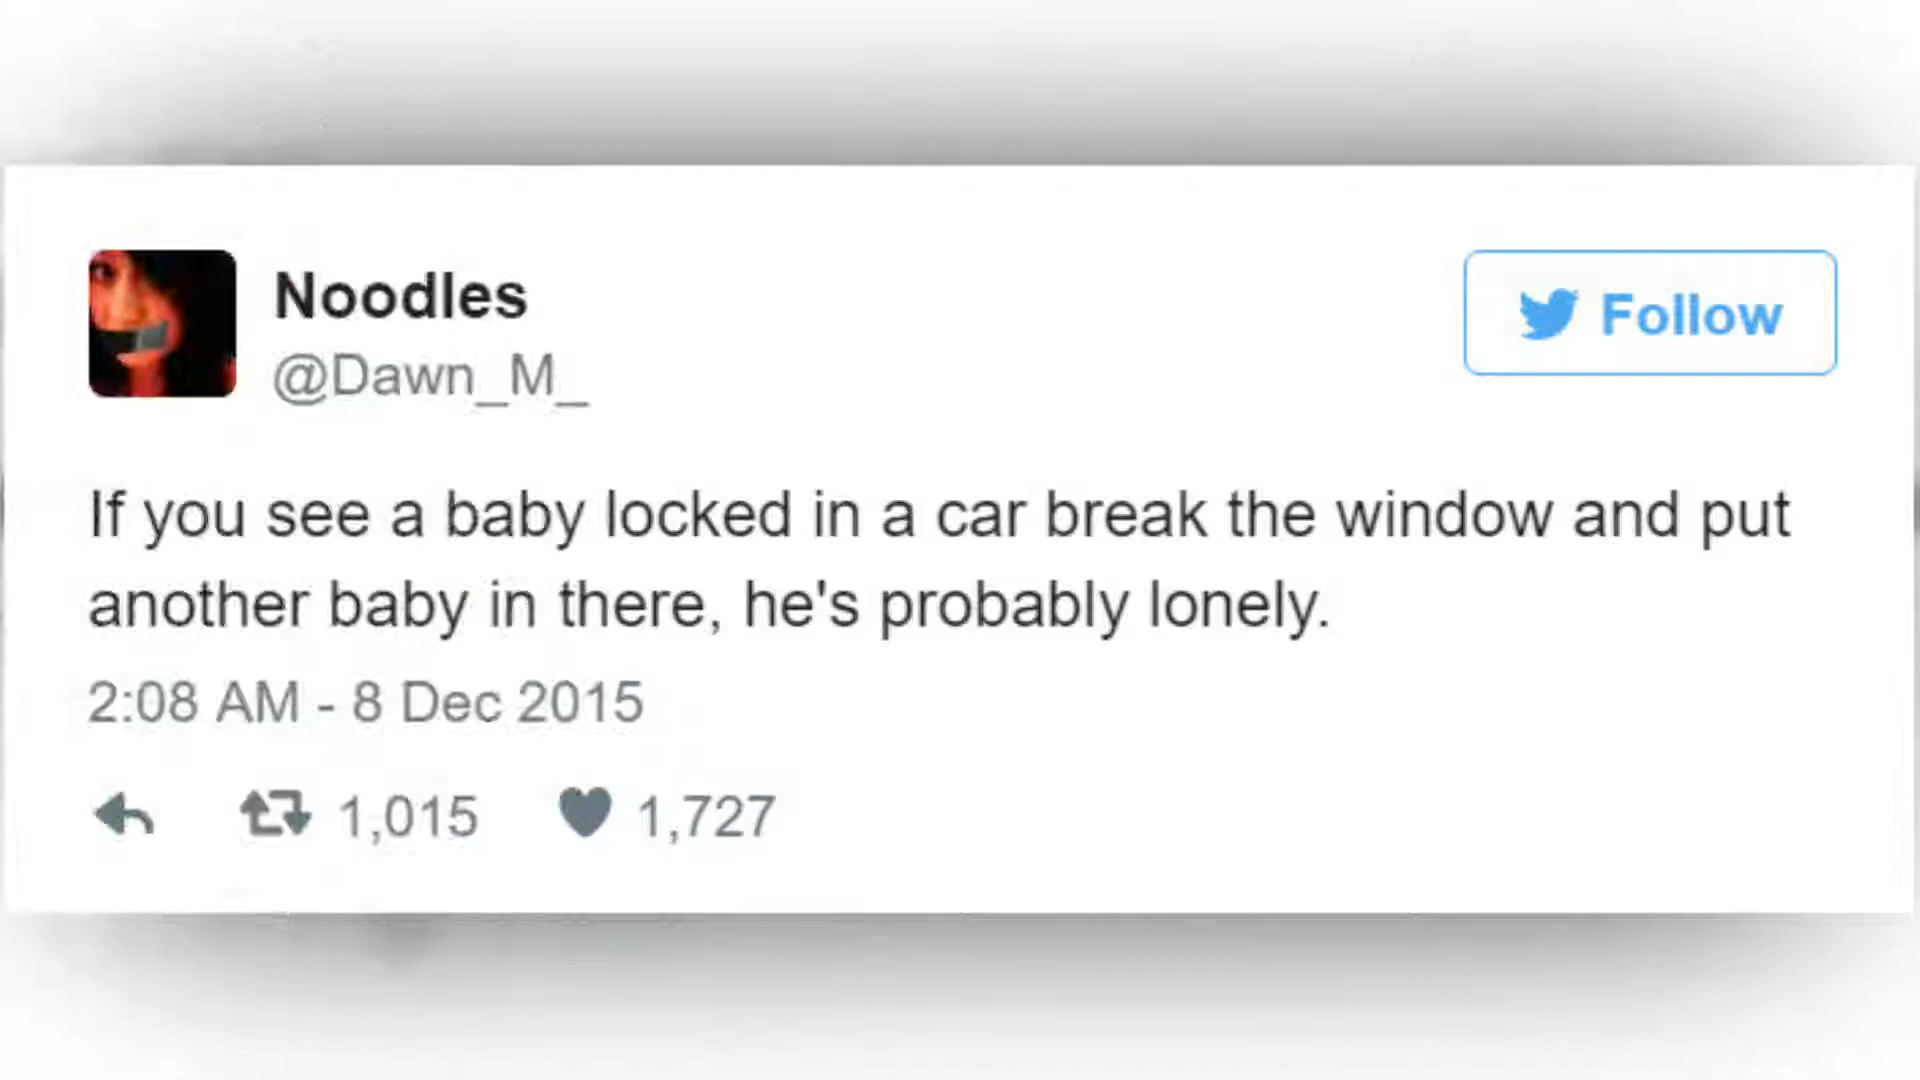 Noodles
@Dawn_M_
Follow
If you see a baby locked in a car break the window and put
another baby in there, he's probably lonely.
2:08 AM - 8 Dec 2015
1,015 1,727